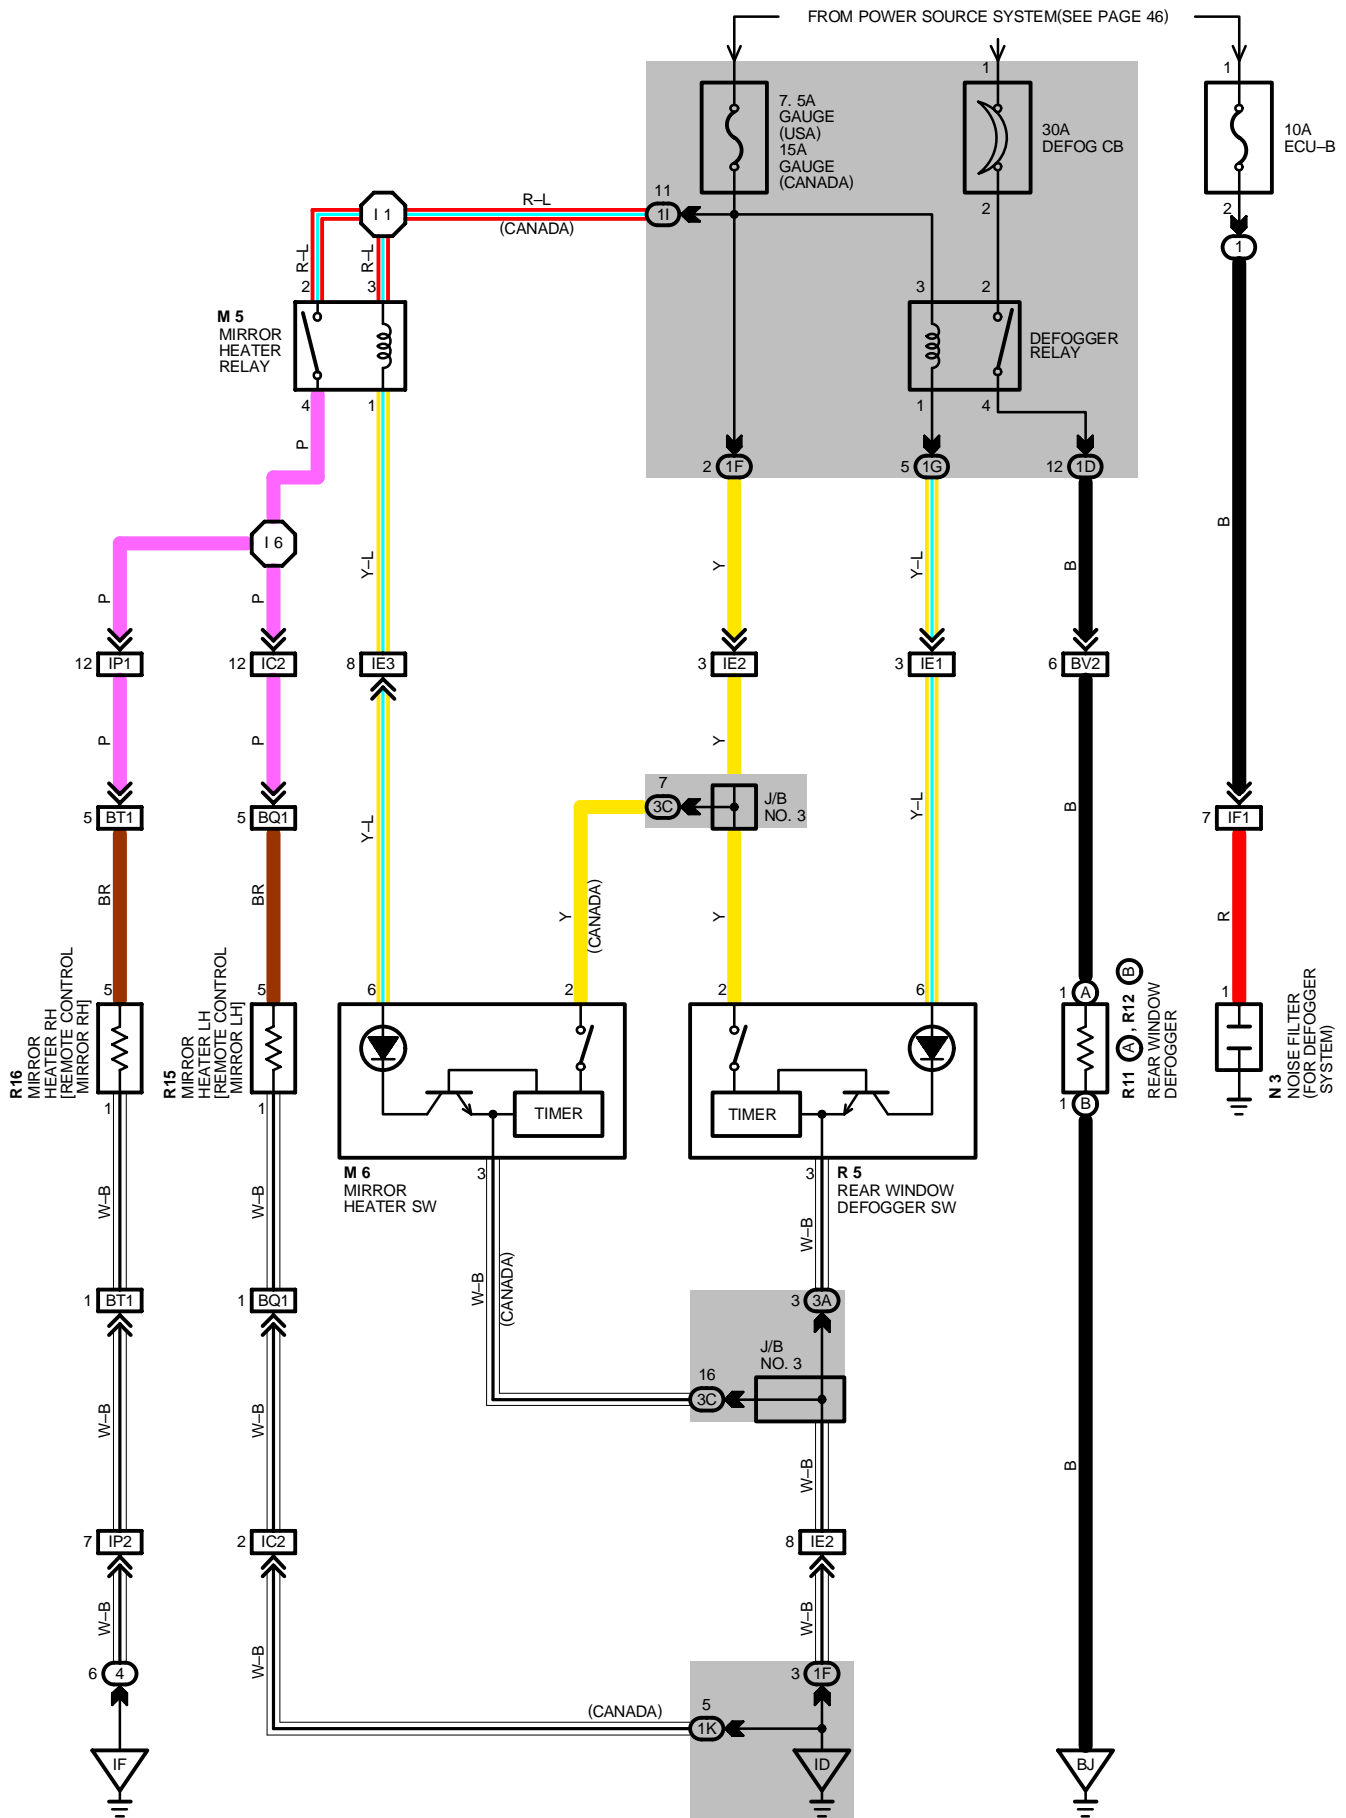 FROM POWER SOURCE SYSTEM(SEE PAGE 46)
1
1
7. 5A
GAUGE
(USA)
15A
GAUGE
(CANADA)
30A
DEFOG CB
10A
ECU–B
2
2
11
1I
R–L
(CANADA)
I 1
1
R–L
R–L
2
3
3
2
M 5
MIRROR
HEATER
RELAY
DEFOGGER
RELAY
4
1
1
4
P
2
1F
5
1G
12
1D
B
I 6
Y–L
Y
Y–L
B
P
P
12
IP1
12
IC2
8
IE3
3
IE2
3
IE1
6
BV2
P
P
Y
7
3C
J/B
NO. 3
5
BT1
5
BQ1
Y–L
Y–L
B
7
IF1
BR
BR
Y
(CANADA)
Y
R
5
5
6
2
2
6
1
A
1
R16
MIRROR
HEATER RH
[REMOTE CONTROL
MIRROR RH]
R15
MIRROR
HEATER LH
[REMOTE CONTROL
MIRROR LH]
R11 A , R12 B
REAR WINDOW
DEFOGGER
N 3
NOISE FILTER
(FOR DEFOGGER
SYSTEM)
1
1
TIMER
TIMER
1
B
M 6
MIRROR
HEATER SW
3
3
R 5
REAR WINDOW
DEFOGGER SW
W–B
W–B
W–B
W–B
(CANADA)
1
BT1
1
BQ1
3
3A
J/B
NO. 3
16
3C
W–B
W–B
W–B
B
7
IP2
2
IC2
8
IE2
W–B
W–B
W–B
6
4
3
1F
(CANADA)
5
1K
IF
ID
BJ